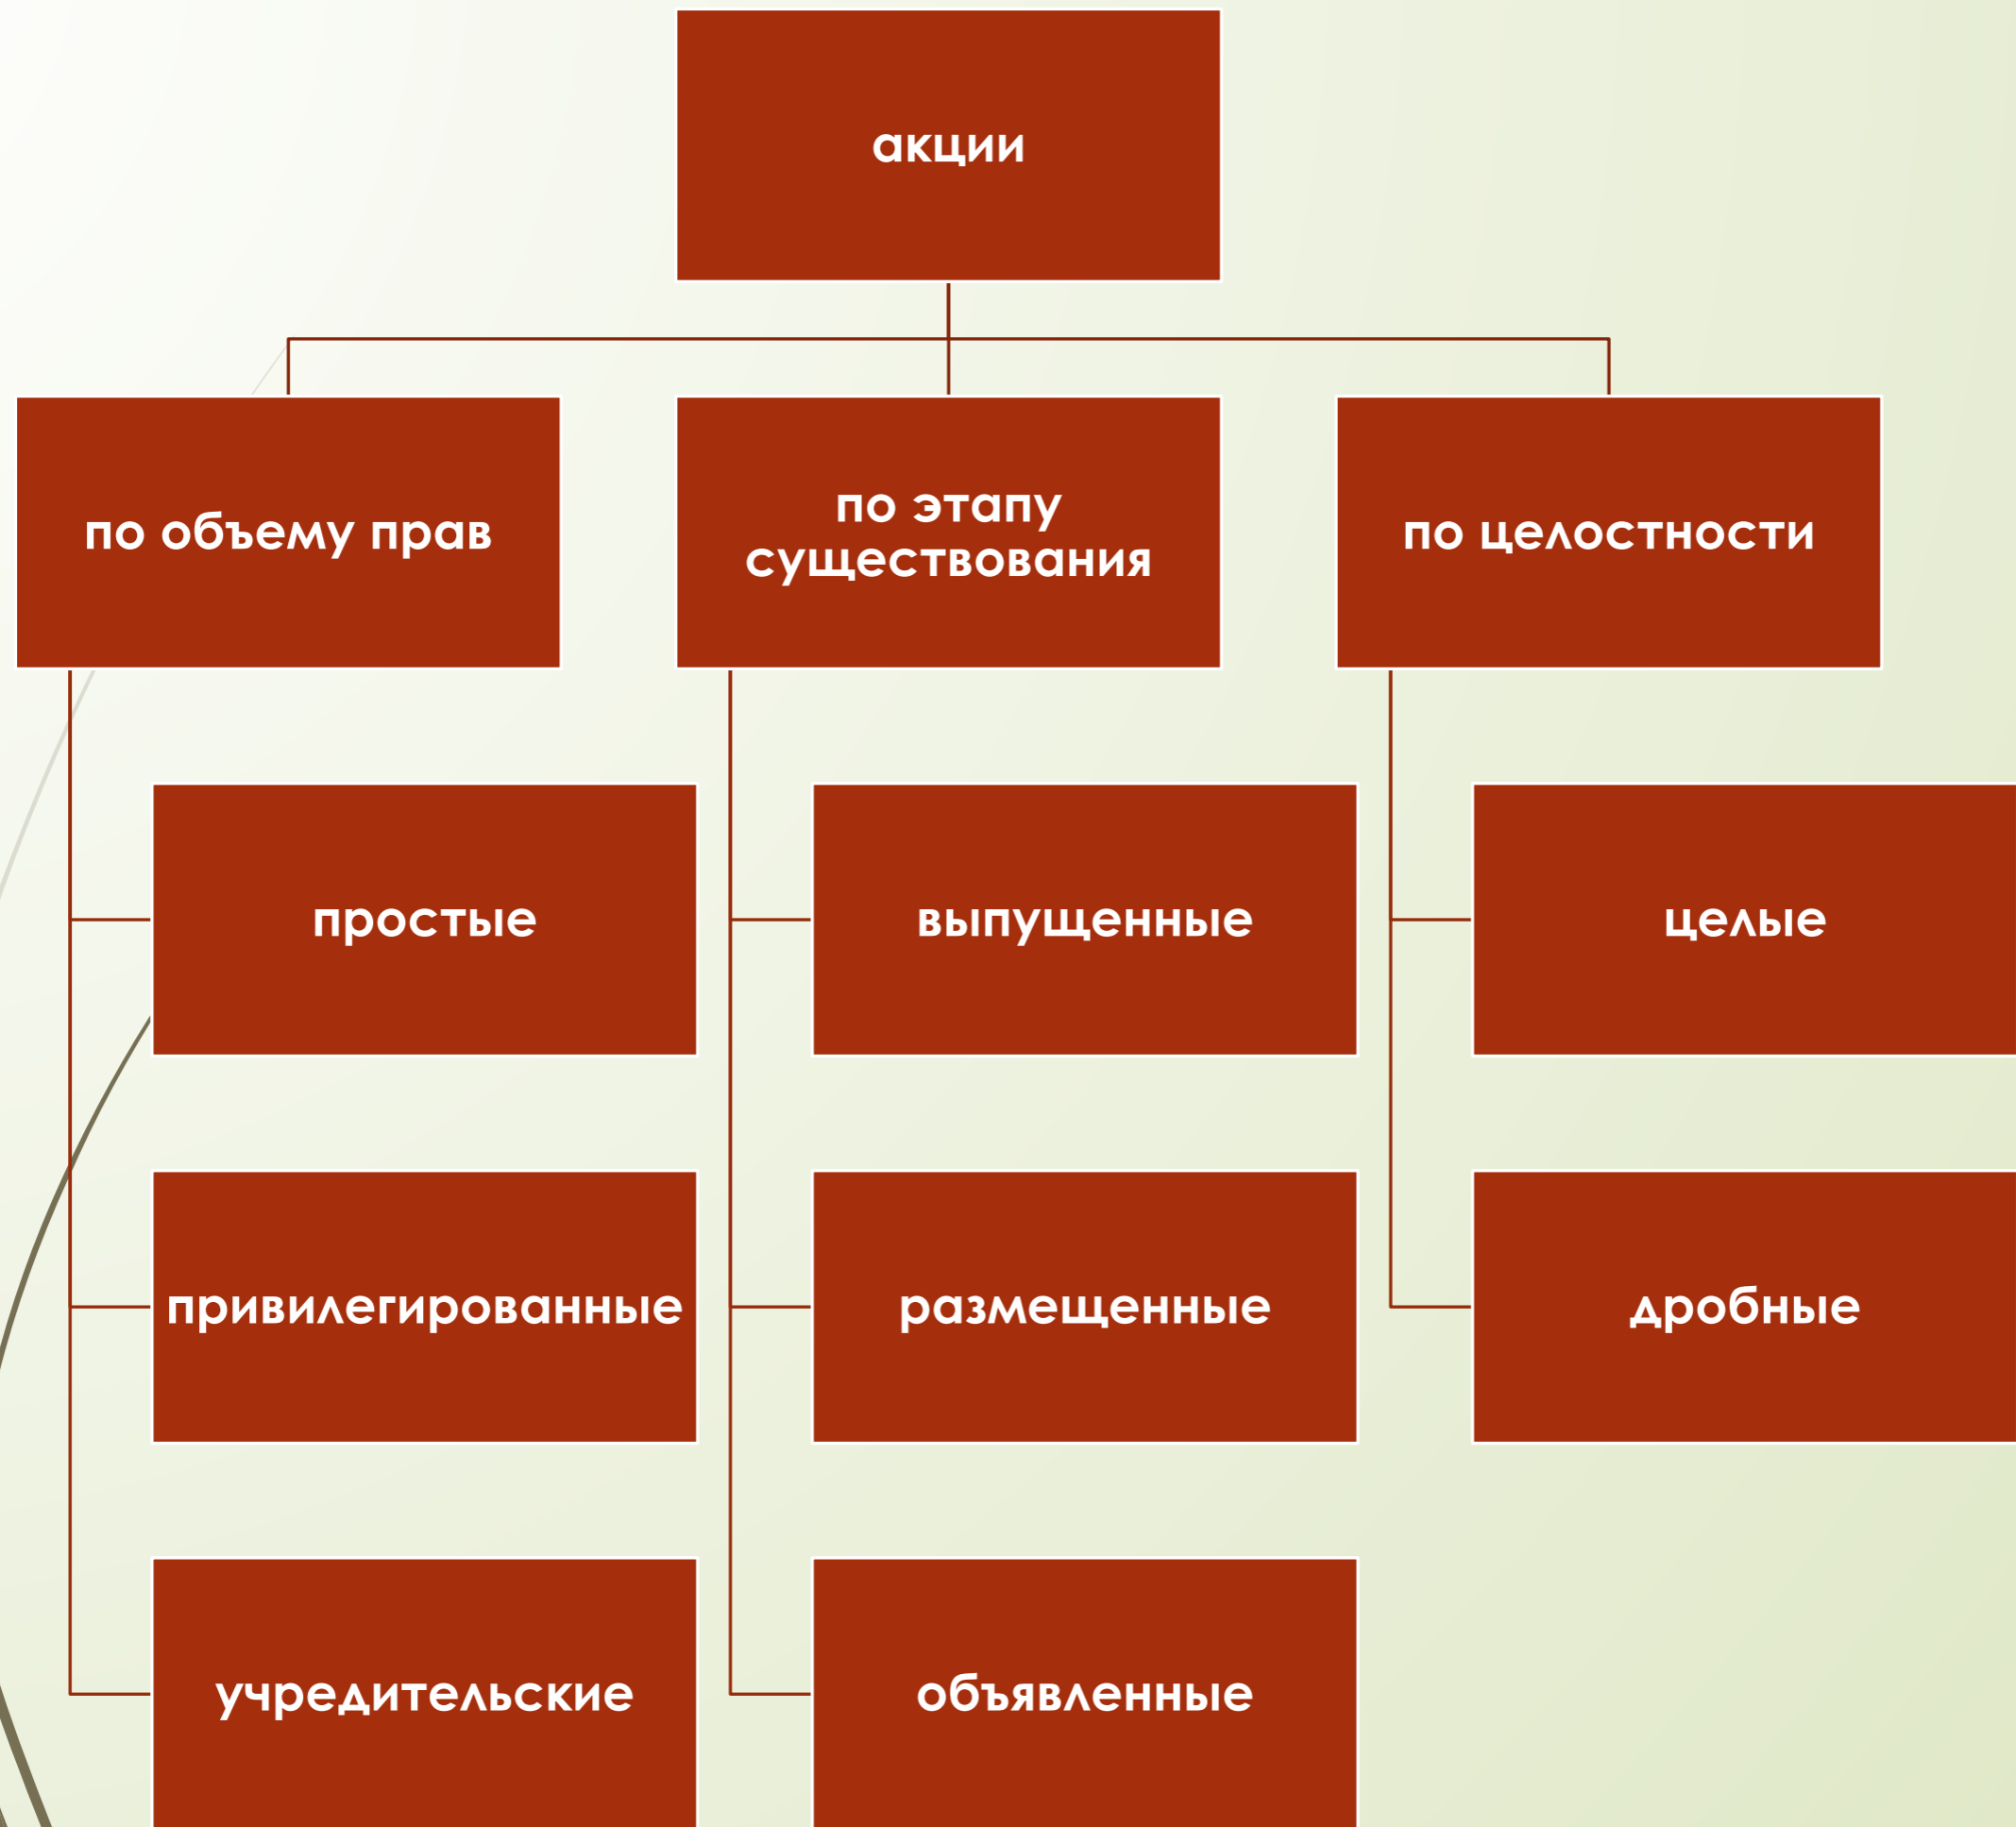 акции
по объему прав
по этапу
существования
по целостности
простые
выпущенные
целые
привилегированные
размещенные
дробные
учредительские
объявленные